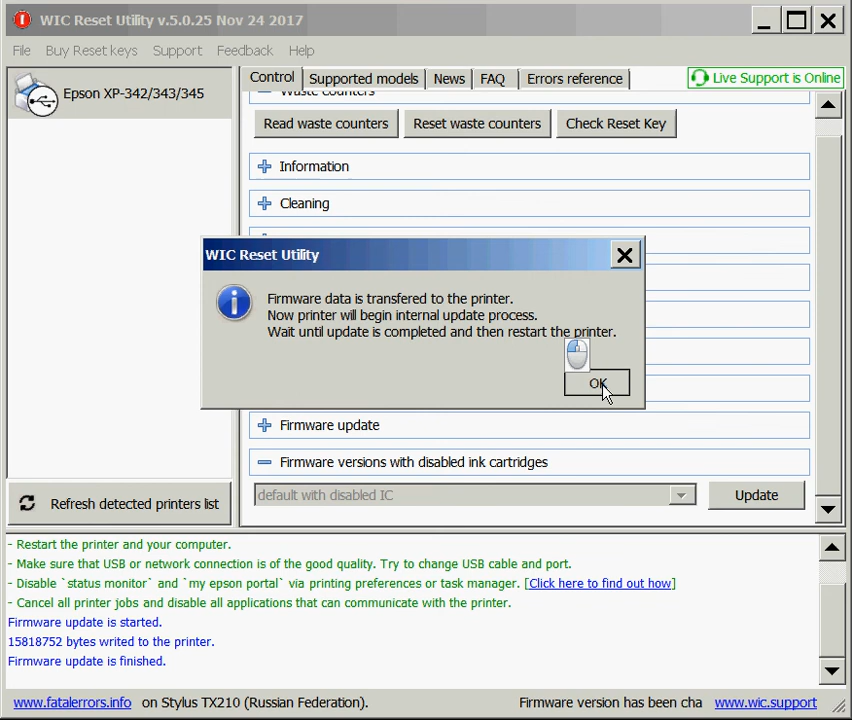 WIC Reset Utility v.5.0.25 Nov 24 2017
File Buy Reset keys Support Feedback Help
Epson XP-342/343/345
Control Supported models News FAQ Errors reference Live Support is Online
Waste counters
Read waste counters Reset waste counters Check Reset Key
Information
Cleaning
WIC Reset Utility
Firmware data is transfered to the printer.
Now printer will begin internal update process.
Wait until update is completed and then restart the printer.
OK
Firmware update
Firmware versions with disabled ink cartridges
default with disabled IC Update
Refresh detected printers list
- Restart the printer and your computer.
- Make sure that USB or network connection is of the good quality. Try to change USB cable and port.
- Disable `status monitor` and `my epson portal` via printing preferences or task manager. [Click here to find out how]
- Cancel all printer jobs and disable all applications that can communicate with the printer.
Firmware update is started.
15818752 bytes writed to the printer.
Firmware update is finished.
www.fatalerrors.info on Stylus TX210 (Russian Federation). Firmware version has been cha www.wic.support